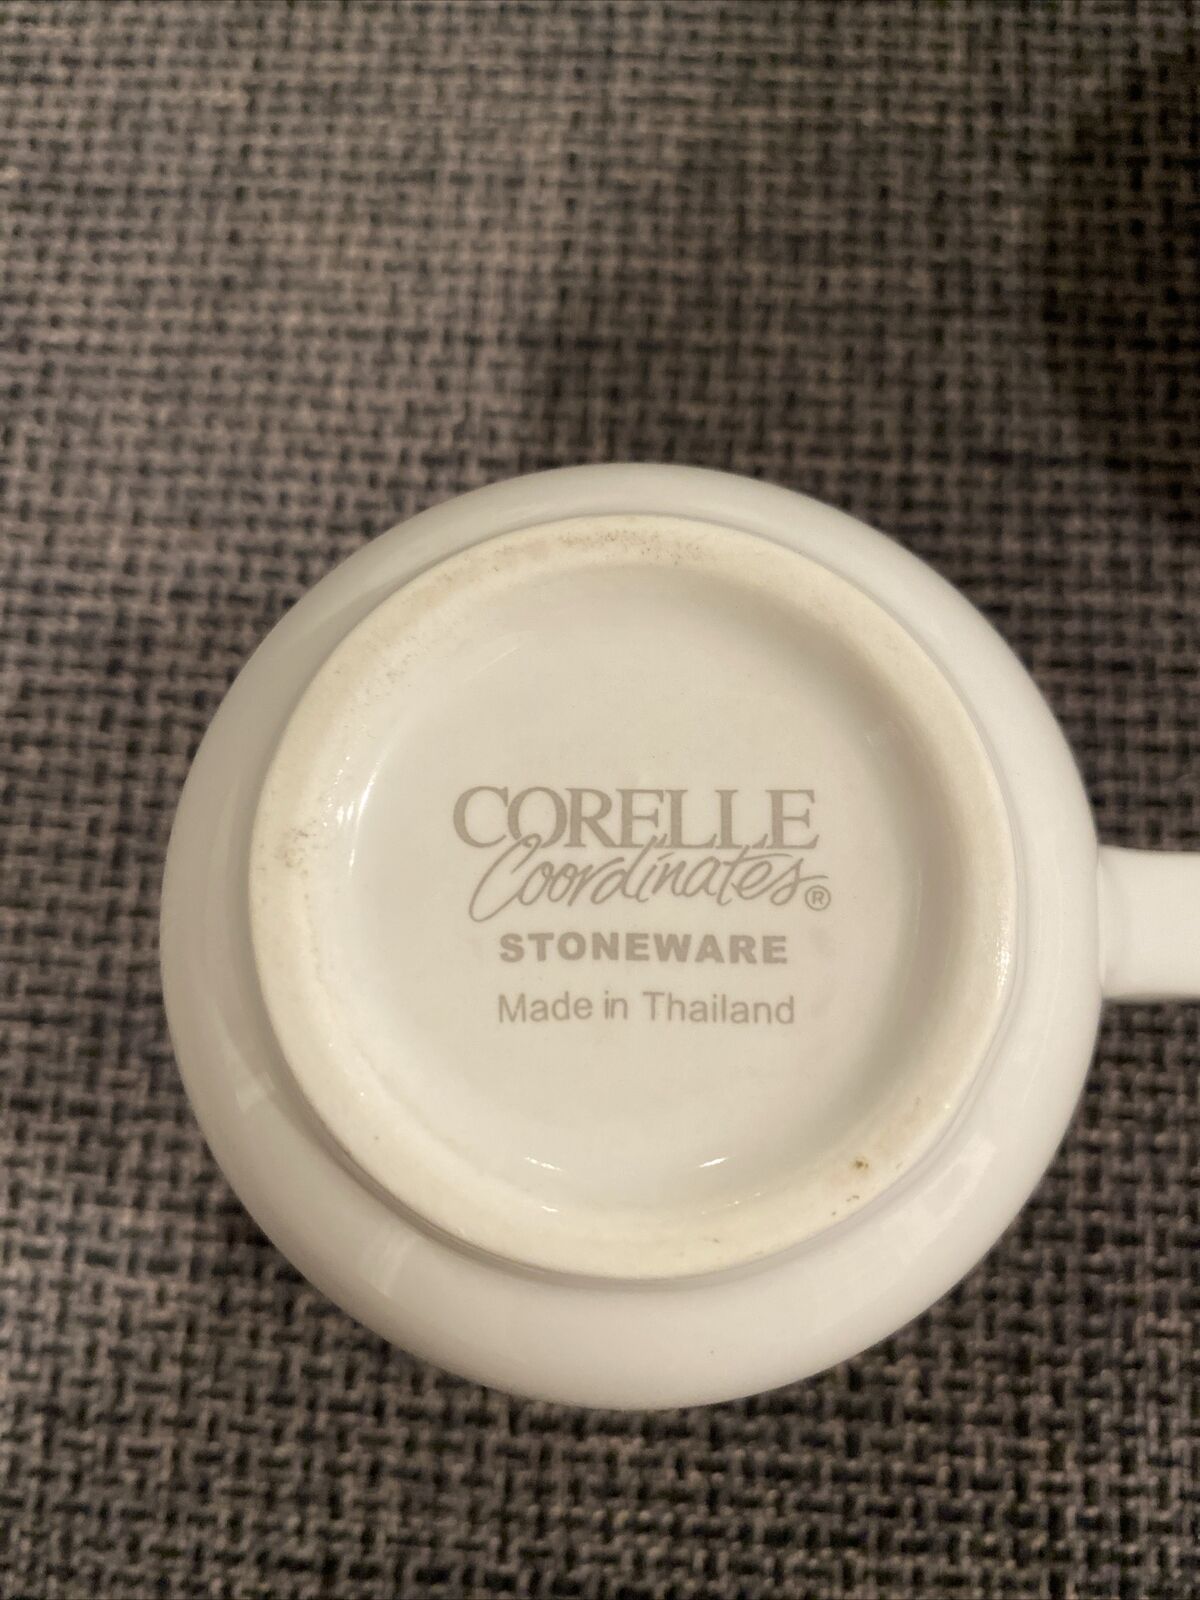 CORELLE
Coordinates®
STONEWARE
Made in Thailand